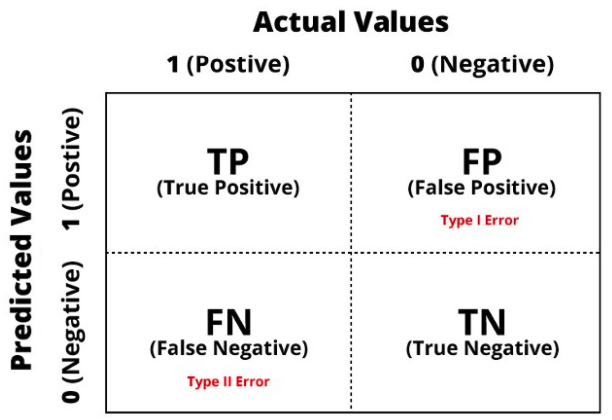 Actual Values
1 (Postive)
0 (Negative)
Predicted Values
1 (Postive)
0 (Negative)
TP
(True Positive)
FP
(False Positive)
Type I Error
FN
(False Negative)
Type II Error
TN
(True Negative)